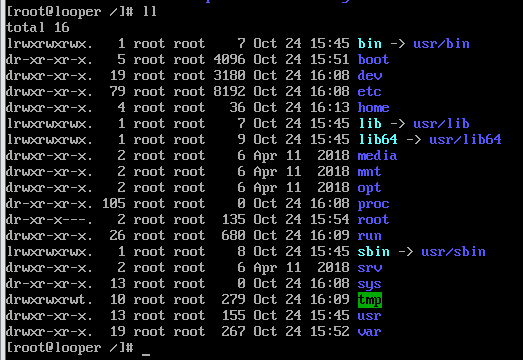 [root@looper /]# ll
total 16
lrwxrwxrwx.   1 root root    7 Oct 24 15:45 bin -> usr/bin
dr-xr-xr-x.   5 root root 4096 Oct 24 15:51 boot
drwxr-xr-x.  19 root root 3180 Oct 24 16:08 dev
drwxr-xr-x.  79 root root 8192 Oct 24 16:08 etc
drwxr-xr-x.   4 root root   36 Oct 24 16:13 home
lrwxrwxrwx.   1 root root    7 Oct 24 15:45 lib -> usr/lib
lrwxrwxrwx.   1 root root    9 Oct 24 15:45 lib64 -> usr/lib64
drwxr-xr-x.   2 root root    6 Apr 11  2018 media
drwxr-xr-x.   2 root root    6 Apr 11  2018 mnt
drwxr-xr-x.   2 root root    6 Apr 11  2018 opt
dr-xr-xr-x. 105 root root    0 Oct 24 16:08 proc
dr-xr-x---.   2 root root  135 Oct 24 15:54 root
drwxr-xr-x.  26 root root  680 Oct 24 16:09 run
lrwxrwxrwx.   1 root root    8 Oct 24 15:45 sbin -> usr/sbin
drwxr-xr-x.   2 root root    6 Apr 11  2018 srv
dr-xr-xr-x.  13 root root    0 Oct 24 16:08 sys
drwxrwxrwt.  10 root root  279 Oct 24 16:09 tmp
drwxr-xr-x.  13 root root  155 Oct 24 15:45 usr
drwxr-xr-x.  19 root root  267 Oct 24 15:52 var
[root@looper /]# _